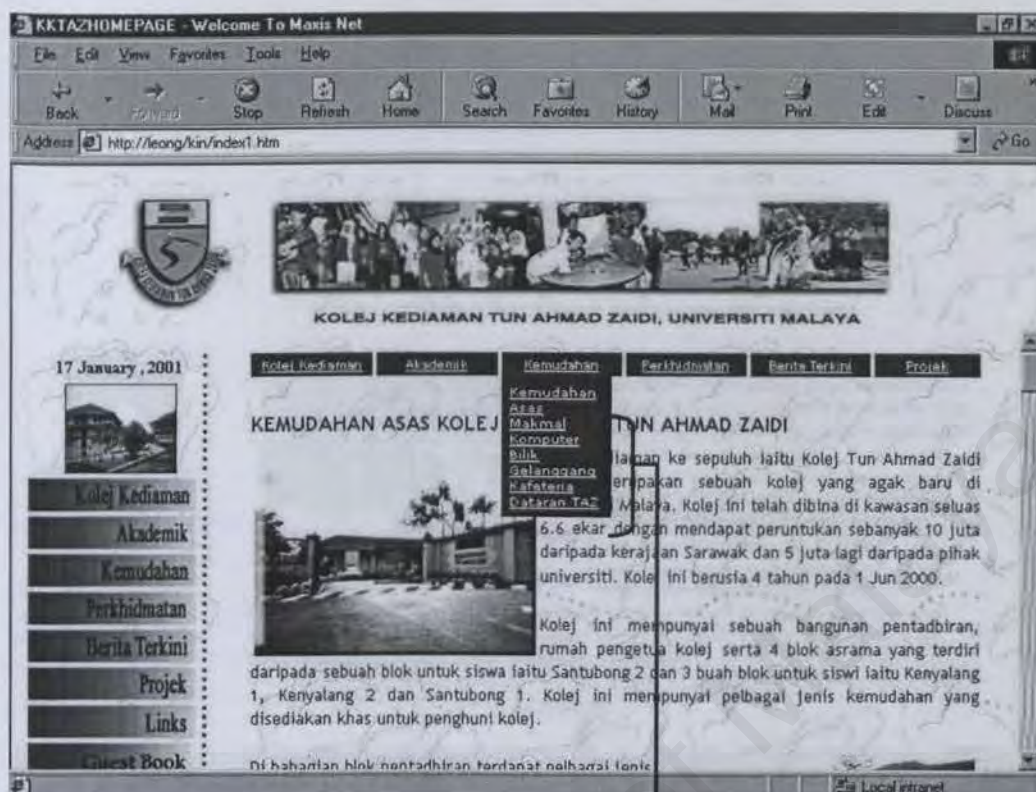 KKTAZHOMEPAGE - Welcome To Maxis Net
File Edit View Favorites Tools Help
Back Forward Stop Refresh Home Search Favorites History Mail Print Edit Discuss
Address http://leong/kin/index1.htm Go
KOLEJ KEDIAMAN TUN AHMAD ZAIDI, UNIVERSITI MALAYA
17 January , 2001
Kolej Kediaman Akademik Kemudahan Perkhidmatan Berita Terkini Projek
Kemudahan
Asas
Makmal
Komputer
Bilik
Gelanggang
Kafeteria
Dataran TAZ
Kolej Kediaman
Akademik
Kemudahan
Perkhidmatan
Berita Terkini
Projek
Links
Guest Book
KEMUDAHAN ASAS KOLEJ TUN AHMAD ZAIDI
ke sepuluh iaitu Kolej Tun Ahmad Zaidi
sebuah kolej yang agak baru di
Malaya. Kolej ini telah dibina di kawasan seluas
6.6 ekar dengan mendapat peruntukan sebanyak 10 juta
daripada kerajaan Sarawak dan 5 juta lagi daripada pihak
universiti. Kolej ini berusia 4 tahun pada 1 Jun 2000.
Kolej ini mempunyai sebuah bangunan pentadbiran,
rumah pengetua kolej serta 4 blok asrama yang terdiri
daripada sebuah blok untuk siswa iaitu Santubong 2 dan 3 buah blok untuk siswi iaitu Kenyalang
1, Kenyalang 2 dan Santubong 1. Kolej ini mempunyai pelbagai jenis kemudahan yang
disediakan khas untuk penghuni kolej.
Di bahagian blok pentadbiran terdapat pelbagai jenis
Local intranet